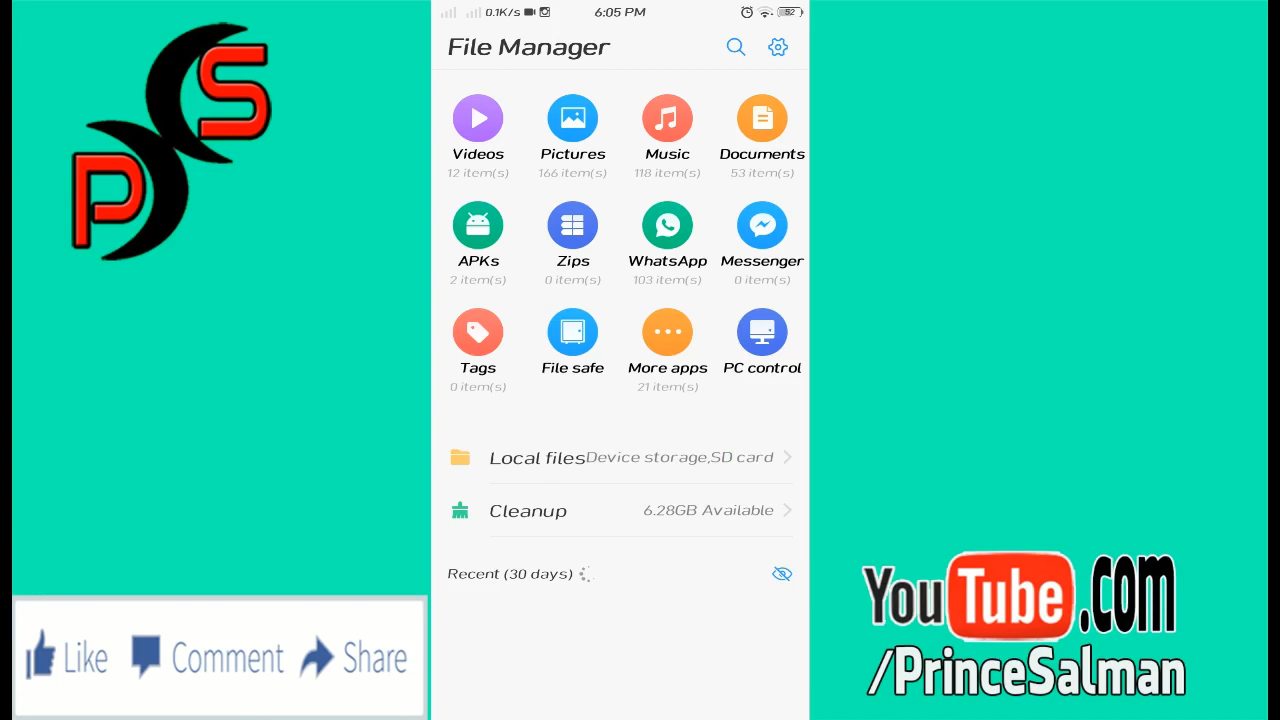 PS
0.1K/s 6:05 PM 52
File Manager
Videos Pictures Music Documents
12 item(s) 166 item(s) 118 item(s) 53 item(s)
APKs Zips WhatsApp Messenger
2 item(s) 0 item(s) 103 item(s) 0 item(s)
Tags File safe More apps PC control
0 item(s) 21 item(s)
Local files Device storage,SD card
Cleanup 6.28GB Available
Recent (30 days)
Like Comment Share
YouTube.com
/PrinceSalman